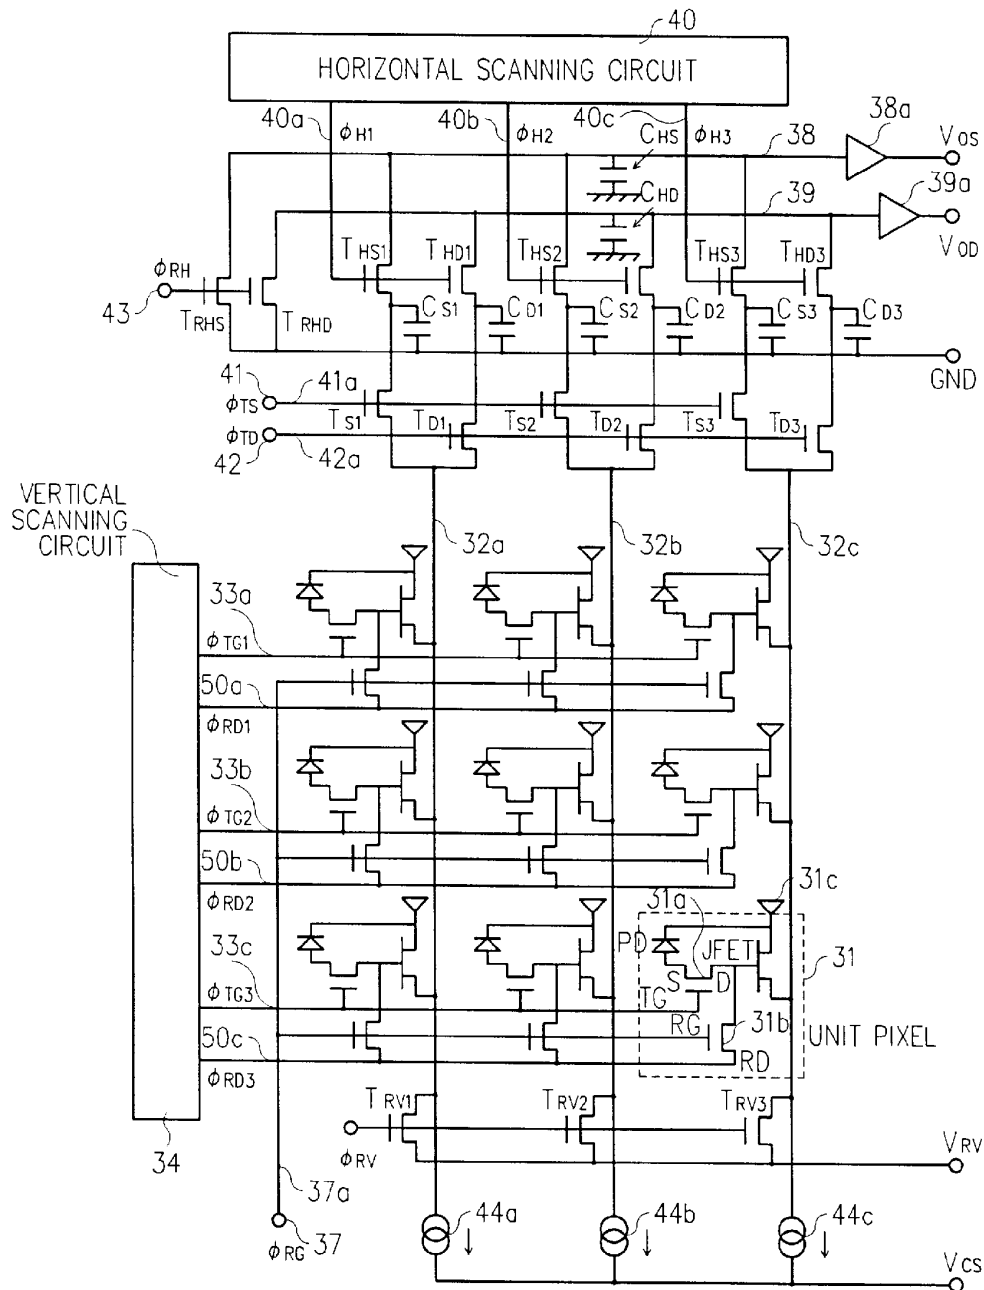 40
HORIZONTAL SCANNING CIRCUIT
40a ϕH1 40b ϕH2 40c ϕH3 CHS 38 38a VOS
CHD 39 39a VOD
THS1 THD1 THS2 THS3 THD3
ϕRH
43 TRHS TRHD CS1 CD1 CS2 CD2 CS3 CD3
GND
41 41a
ϕTS
TS1 TD1 TS2 TD2 TS3 TD3
ϕTD
42 42a
VERTICAL
SCANNING
CIRCUIT
32a 32b 32c
33a
ϕTG1
50a
ϕRD1
33b
ϕTG2
50b
ϕRD2
31a 31c
33c PD JFET 31
S D
ϕTG3 TG
50c RG 31b UNIT PIXEL
RD
ϕRD3
TRV1 TRV2 TRV3
ϕRV VRV
34
37a
37 44a 44b 44c
ϕRG
VCS